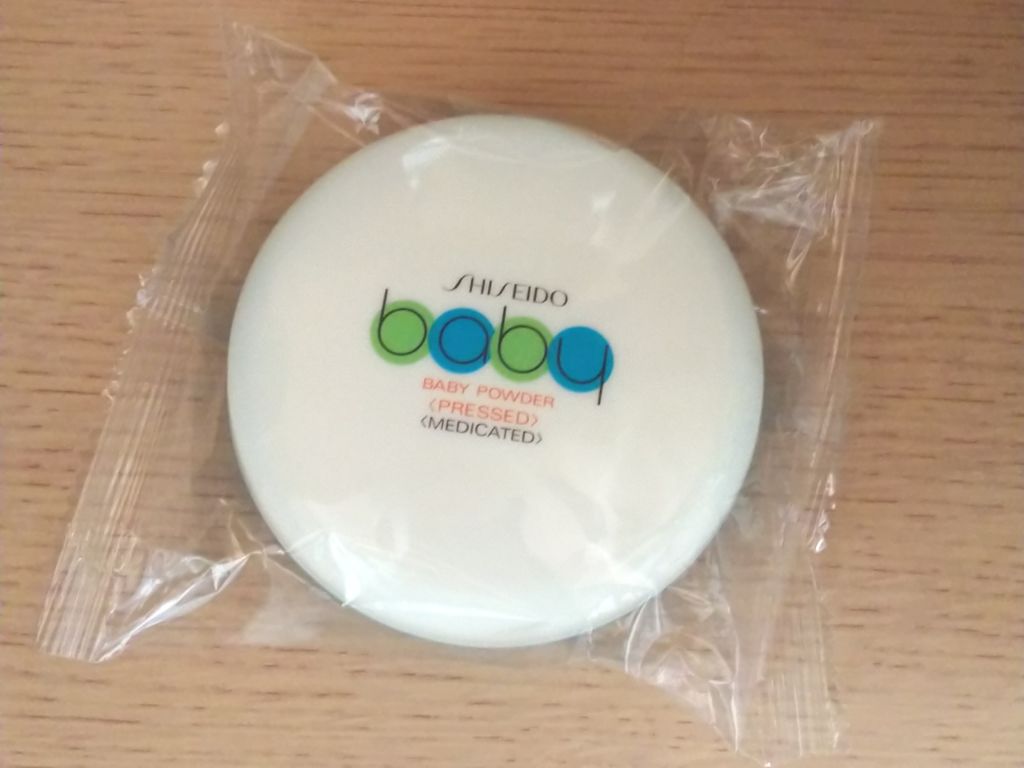 SHISEIDO
baby
BABY POWDER
〈PRESSED〉
〈MEDICATED〉